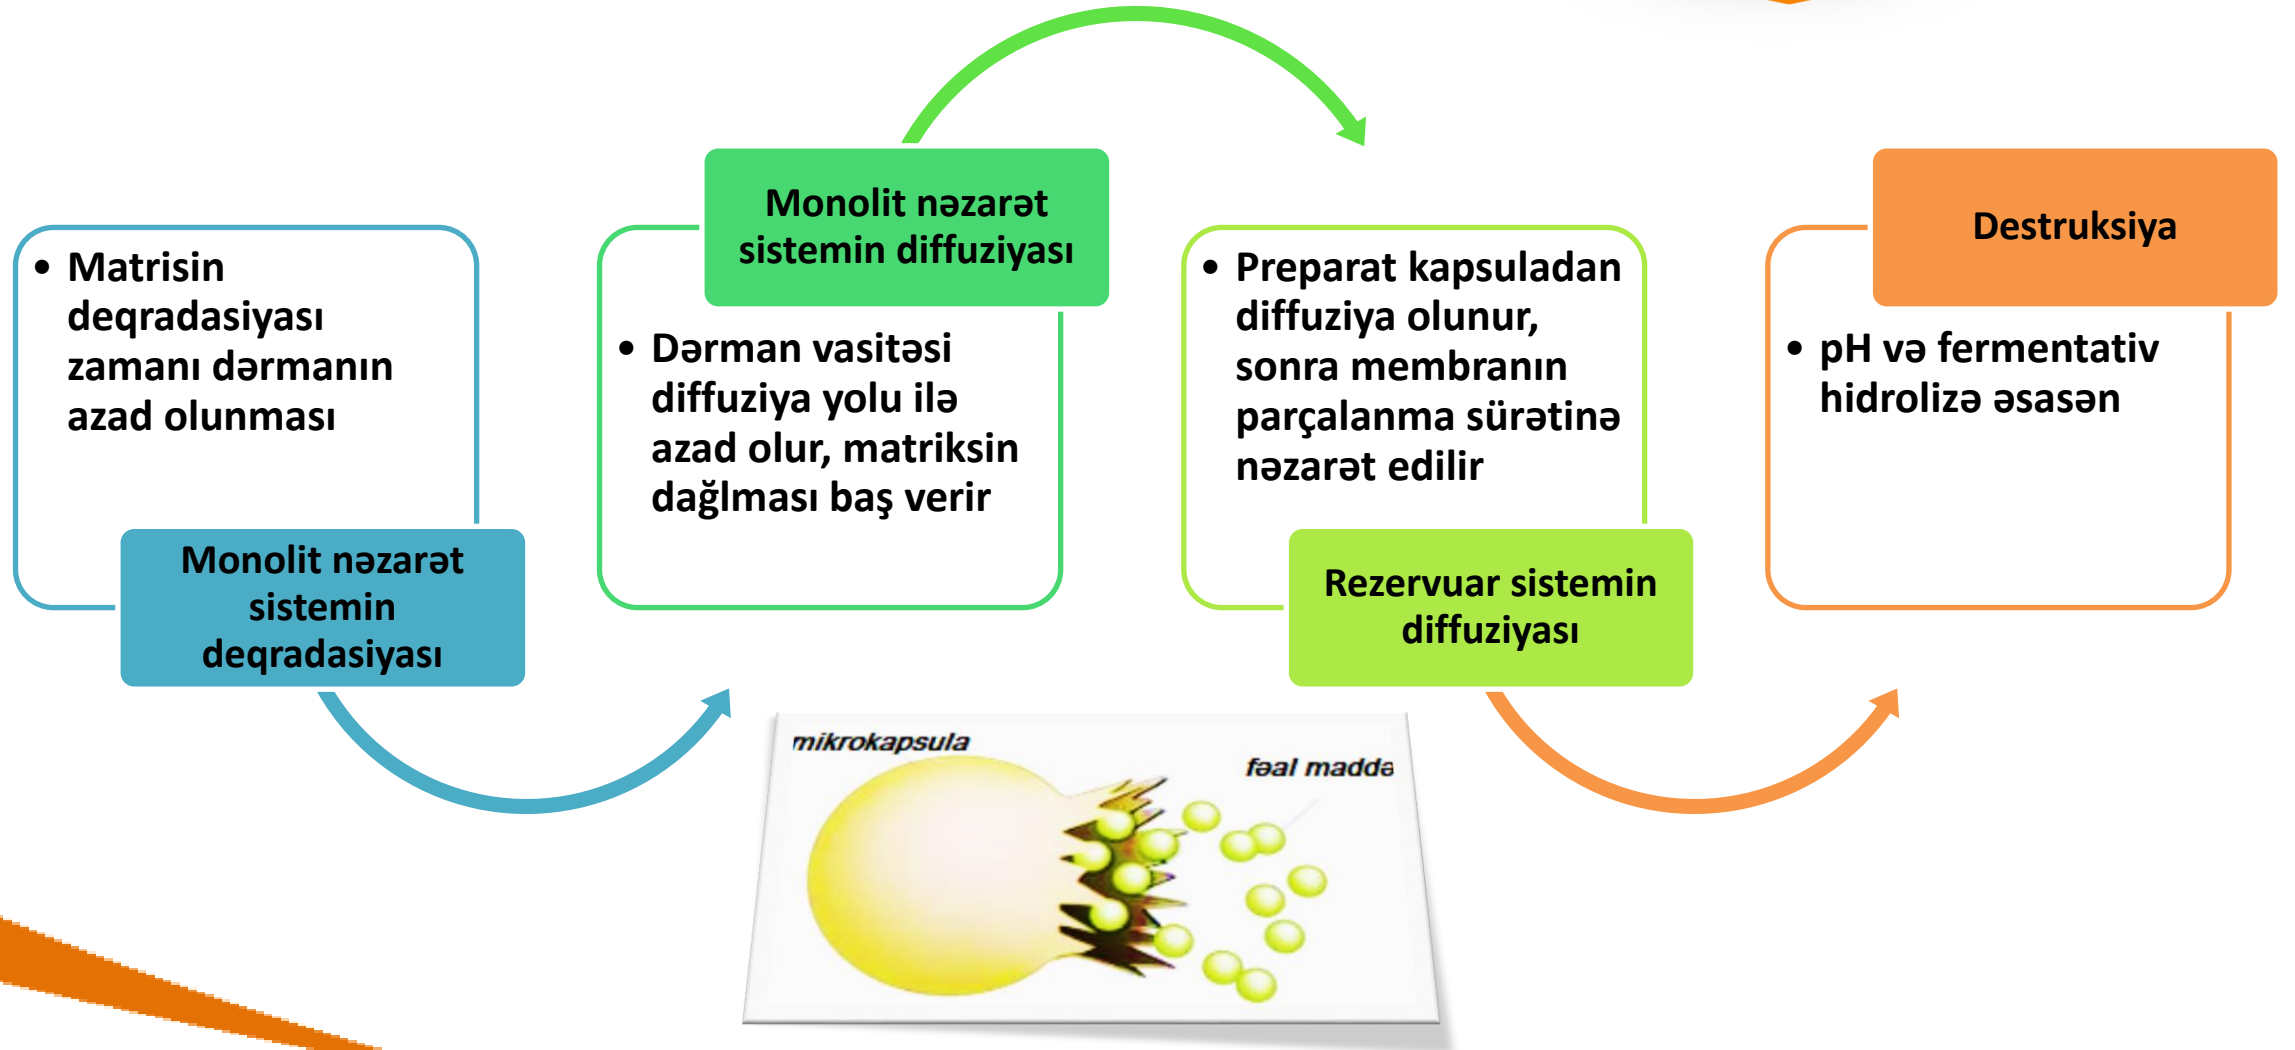 • Matrisin
deqradasiyası
zamanı dərmanın
azad olunması
Monolit nəzarət
sistemin
deqradasiyası
Monolit nəzarət
sistemin diffuziyası
• Dərman vasitəsi
diffuziya yolu ilə
azad olur, matriksin
dağlması baş verir
• Preparat kapsuladan
diffuziya olunur,
sonra membranın
parçalanma sürətinə
nəzarət edilir
Rezervuar sistemin
diffuziyası
Destruksiya
• pH və fermentativ
hidrolizə əsasən
mikrokapsula
fəal maddə